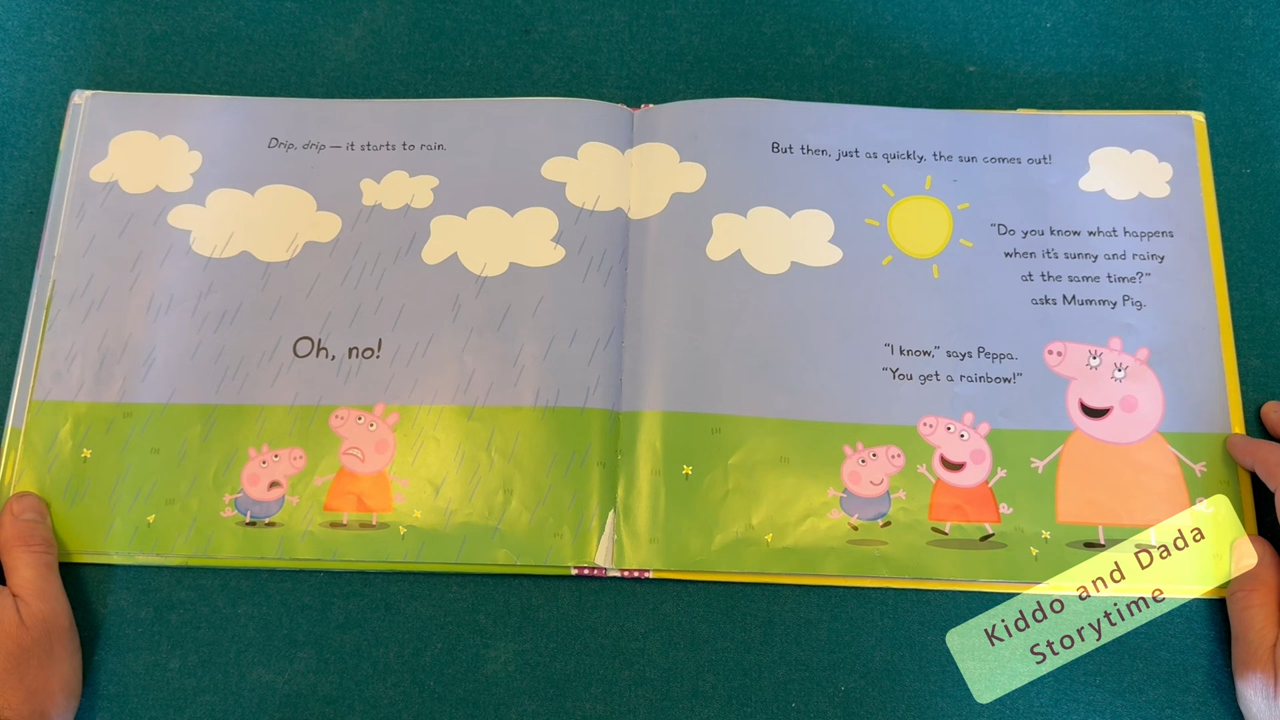 Drip, drip — it starts to rain.
Oh, no!
But then, just as quickly, the sun comes out!
“Do you know what happens
when it’s sunny and rainy
at the same time?”
asks Mummy Pig.
“I know,” says Peppa.
“You get a rainbow!”
Kiddo and Dada
Storytime